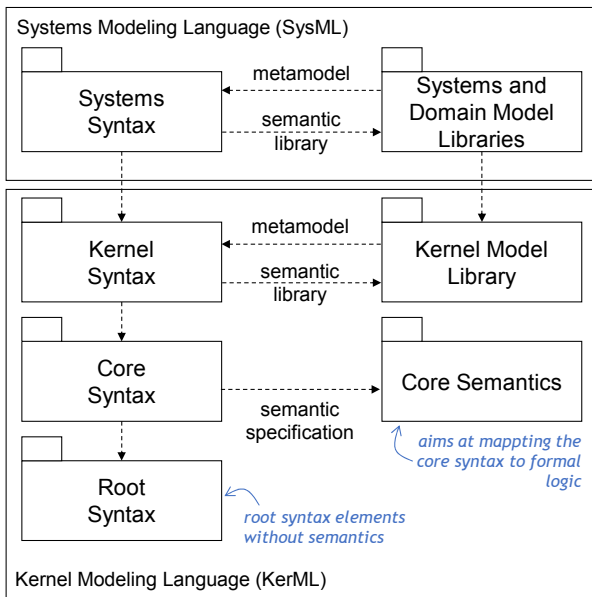 Systems Modeling Language (SysML)
Systems
Syntax
metamodel
semantic
library
Systems and
Domain Model
Libraries
Kernel
Syntax
metamodel
semantic
library
Kernel Model
Library
Core
Syntax
semantic
specification
Core Semantics
aims at mappting the
core syntax to formal
logic
Root
Syntax
root syntax elements
without semantics
Kernel Modeling Language (KerML)